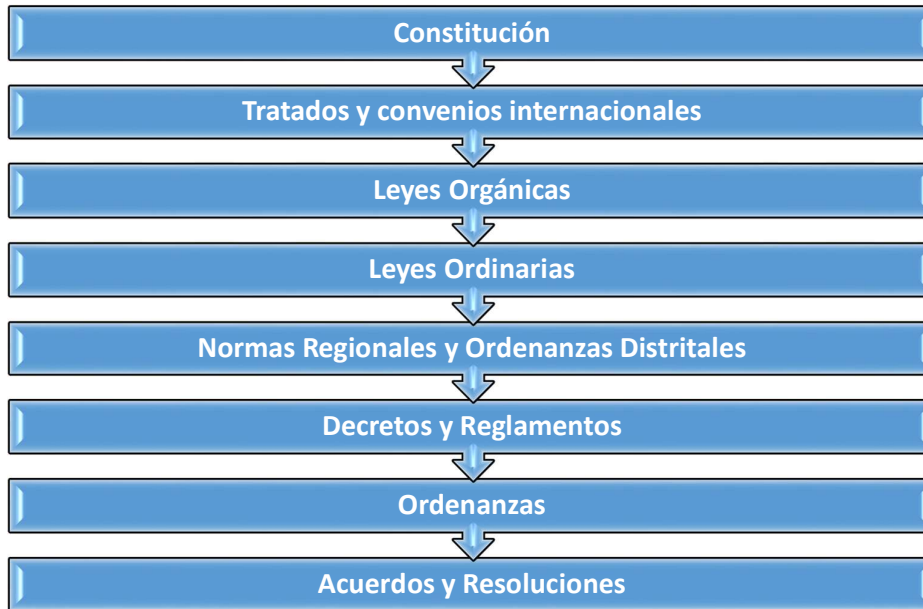 Constitución
Tratados y convenios internacionales
Leyes Orgánicas
Leyes Ordinarias
Normas Regionales y Ordenanzas Distritales
Decretos y Reglamentos
Ordenanzas
Acuerdos y Resoluciones